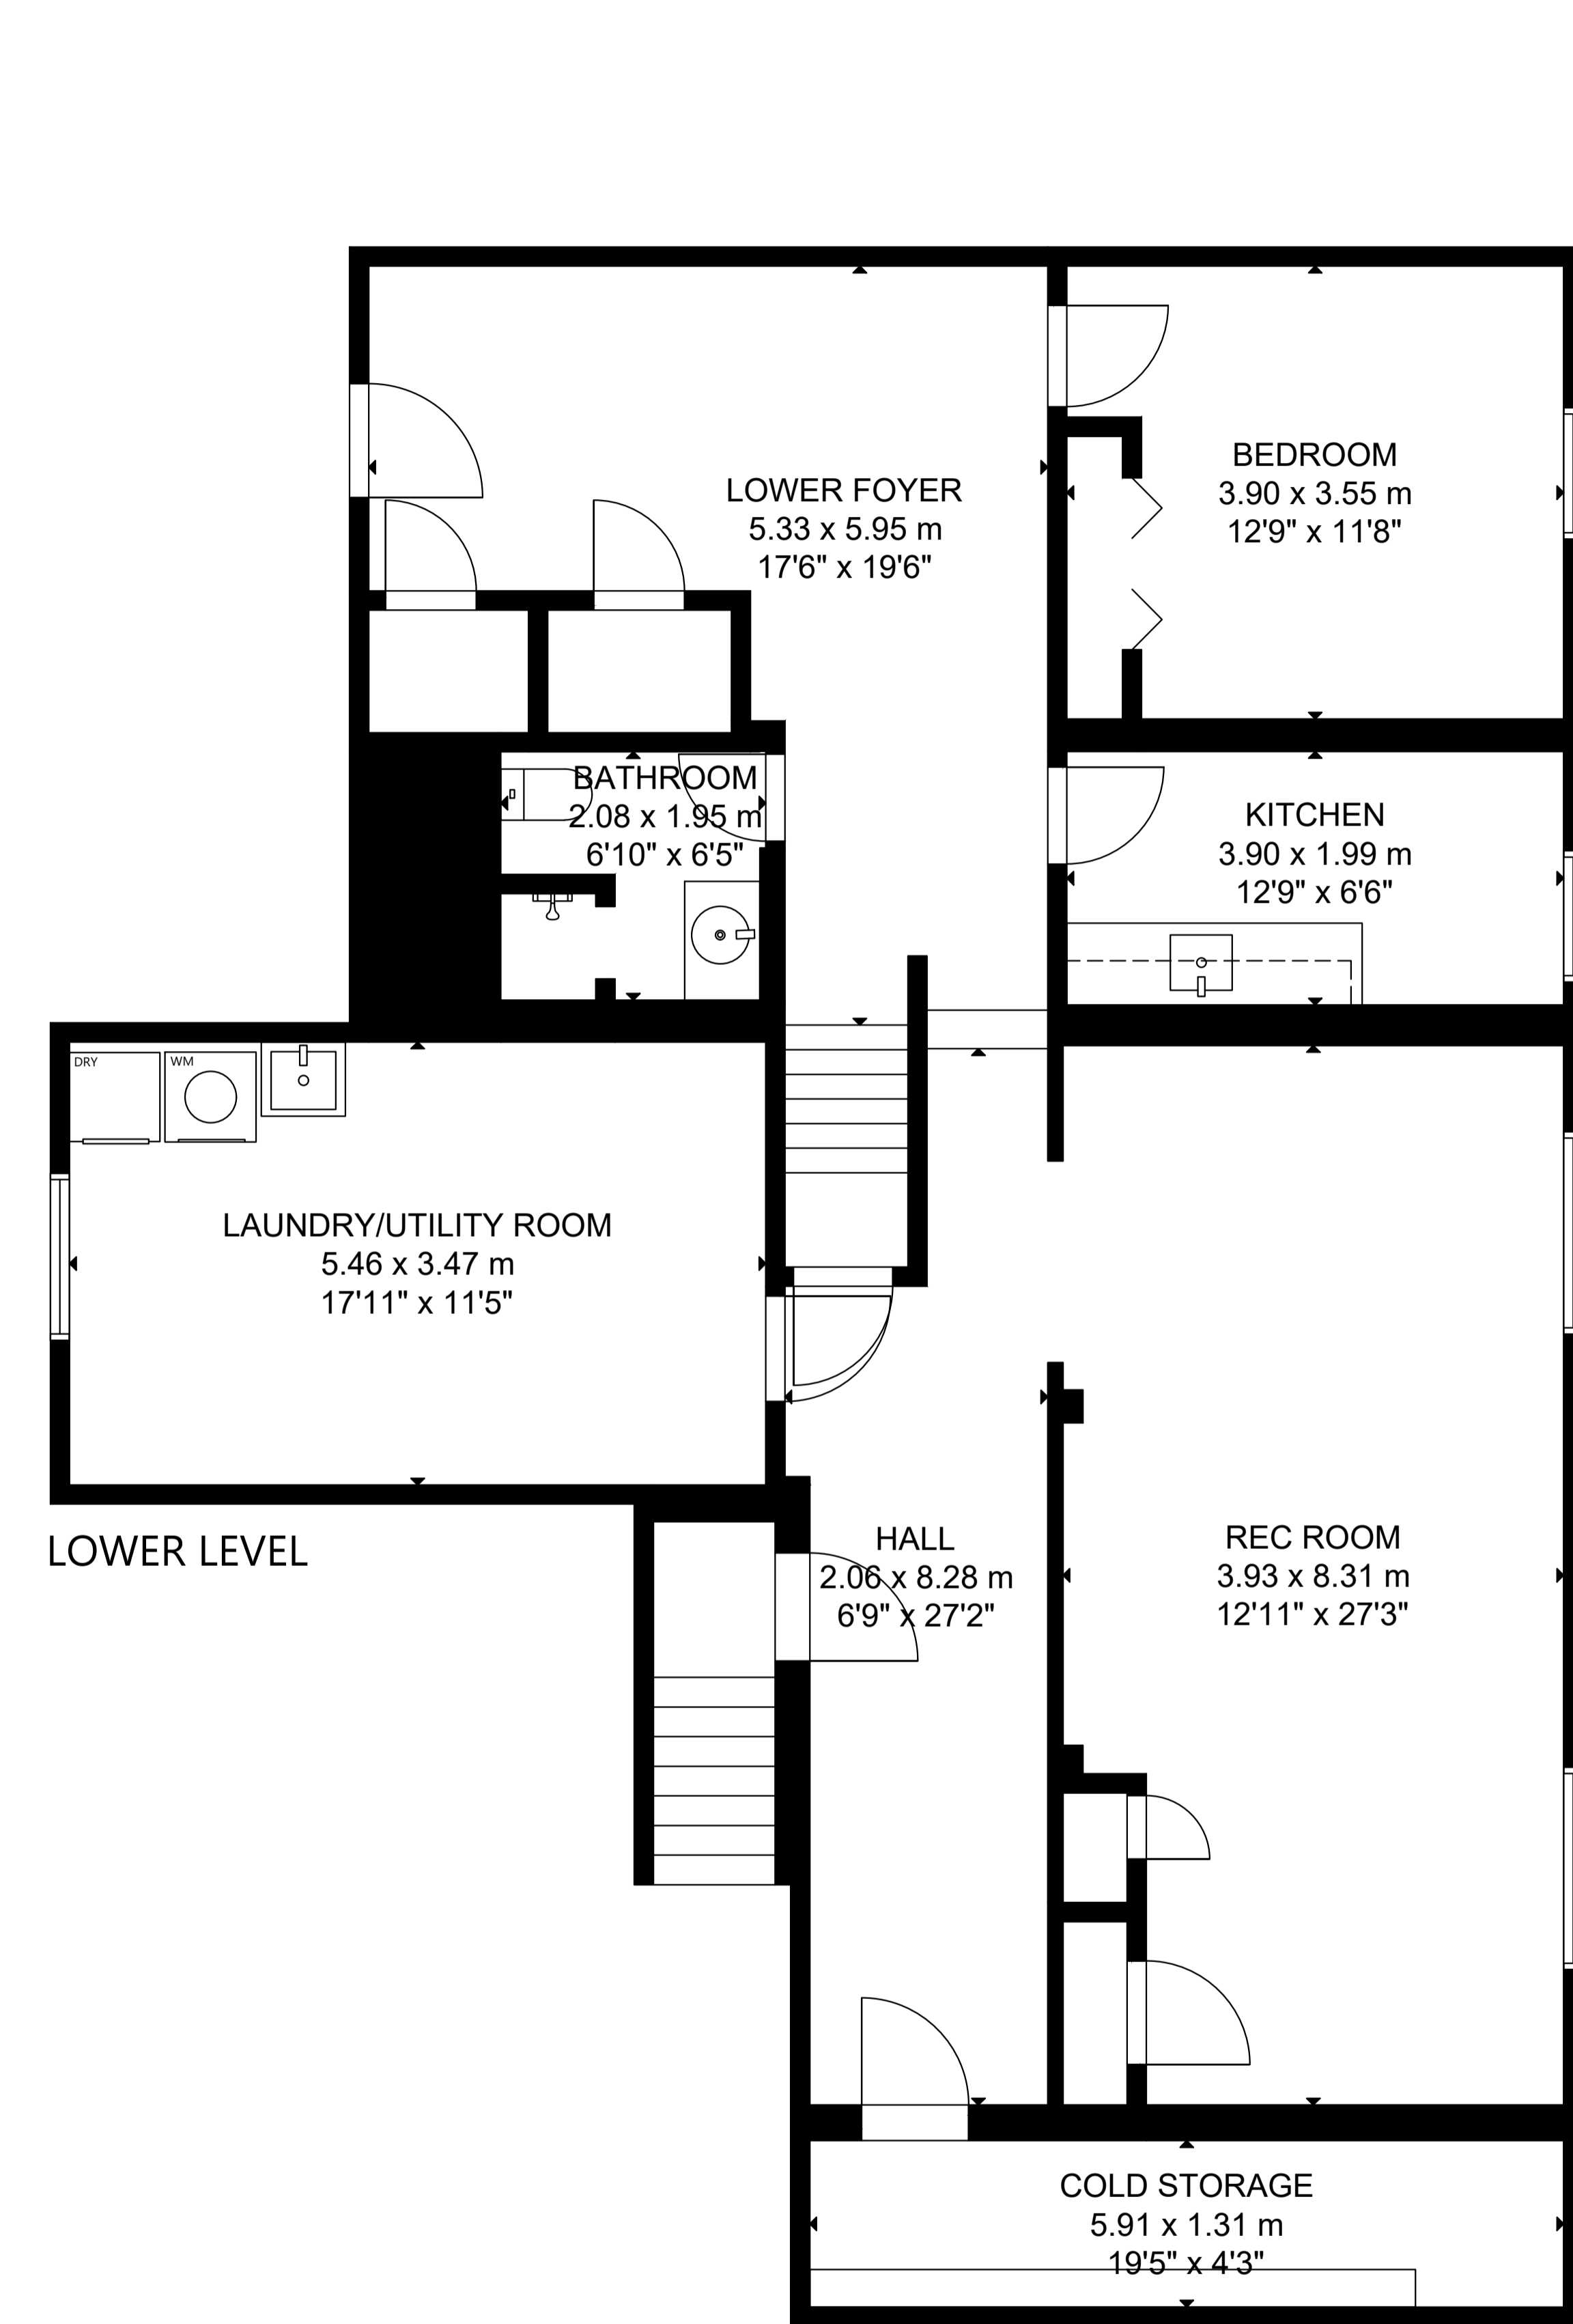 LOWER FOYER
5.33 x 5.95 m
17'6" x 19'6"
BEDROOM
3.90 x 3.55 m
12'9" x 11'8"
BATHROOM
2.08 x 1.95 m
6'10" x 6'5"
KITCHEN
3.90 x 1.99 m
12'9" x 6'6"
DRY
WM
LAUNDRY/UTILITY ROOM
5.46 x 3.47 m
17'11" x 11'5"
LOWER LEVEL
HALL
2.06 x 8.28 m
6'9" x 27'2"
REC ROOM
3.93 x 8.31 m
12'11" x 27'3"
COLD STORAGE
5.91 x 1.31 m
19'5" x 4'3"